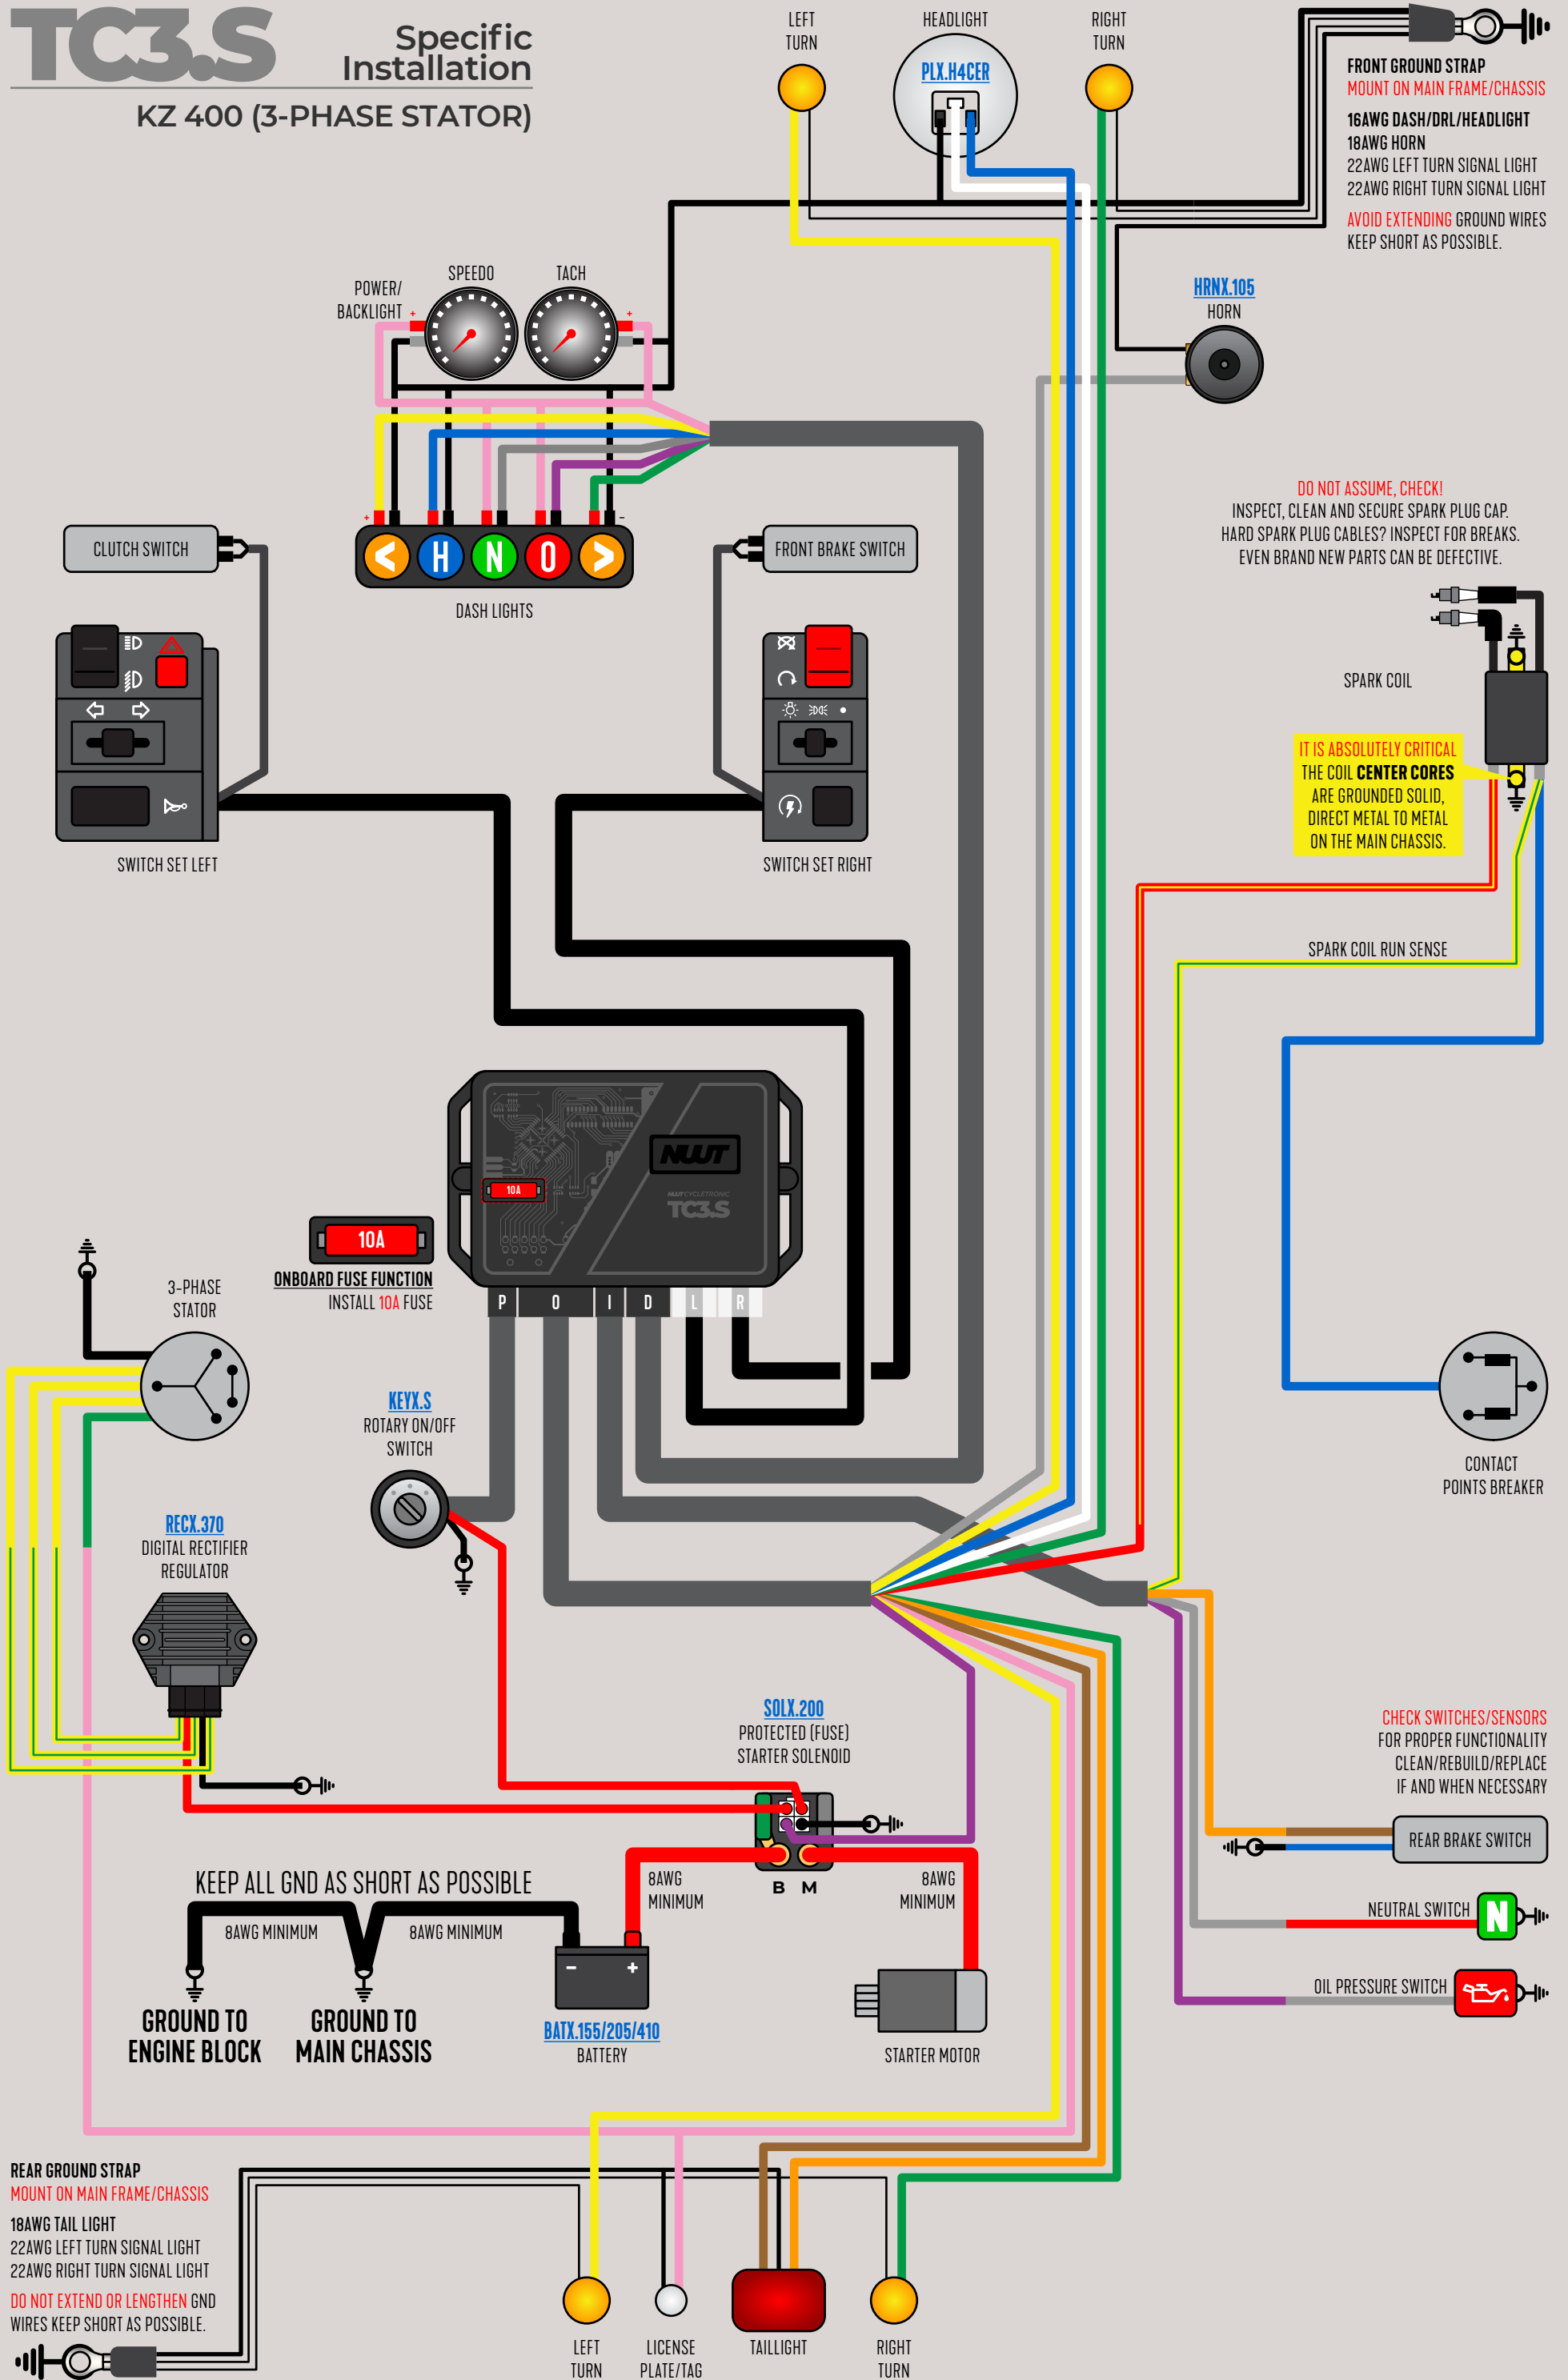 TC3.S
Specific
Installation
KZ 400 (3-PHASE STATOR)
LEFT
TURN
HEADLIGHT
PLX.H4CER
RIGHT
TURN
FRONT GROUND STRAP
MOUNT ON MAIN FRAME/CHASSIS
16AWG DASH/DRL/HEADLIGHT
18AWG HORN
22AWG LEFT TURN SIGNAL LIGHT
22AWG RIGHT TURN SIGNAL LIGHT
AVOID EXTENDING GROUND WIRES
KEEP SHORT AS POSSIBLE.
POWER/
BACKLIGHT
SPEEDO
TACH
+
+
HRNX.105
HORN
+
-
< H N O >
DASH LIGHTS
CLUTCH SWITCH
FRONT BRAKE SWITCH
DO NOT ASSUME, CHECK!
INSPECT, CLEAN AND SECURE SPARK PLUG CAP.
HARD SPARK PLUG CABLES? INSPECT FOR BREAKS.
EVEN BRAND NEW PARTS CAN BE DEFECTIVE.
SPARK COIL
IT IS ABSOLUTELY CRITICAL
THE COIL CENTER CORES
ARE GROUNDED SOLID,
DIRECT METAL TO METAL
ON THE MAIN CHASSIS.
SWITCH SET LEFT
SWITCH SET RIGHT
SPARK COIL RUN SENSE
NWT
NWTCYCLETRONIC
TC3.S
10A
10A
ONBOARD FUSE FUNCTION
INSTALL 10A FUSE
P O I D L R
3-PHASE
STATOR
KEYX.S
ROTARY ON/OFF
SWITCH
CONTACT
POINTS BREAKER
RECX.370
DIGITAL RECTIFIER
REGULATOR
SOLX.200
PROTECTED (FUSE)
STARTER SOLENOID
B M
CHECK SWITCHES/SENSORS
FOR PROPER FUNCTIONALITY
CLEAN/REBUILD/REPLACE
IF AND WHEN NECESSARY
REAR BRAKE SWITCH
NEUTRAL SWITCH
N
OIL PRESSURE SWITCH
KEEP ALL GND AS SHORT AS POSSIBLE
8AWG MINIMUM
8AWG MINIMUM
8AWG
MINIMUM
8AWG
MINIMUM
- +
GROUND TO
ENGINE BLOCK
GROUND TO
MAIN CHASSIS
BATX.155/205/410
BATTERY
STARTER MOTOR
REAR GROUND STRAP
MOUNT ON MAIN FRAME/CHASSIS
18AWG TAIL LIGHT
22AWG LEFT TURN SIGNAL LIGHT
22AWG RIGHT TURN SIGNAL LIGHT
DO NOT EXTEND OR LENGTHEN GND
WIRES KEEP SHORT AS POSSIBLE.
LEFT
TURN
LICENSE
PLATE/TAG
TAILLIGHT
RIGHT
TURN